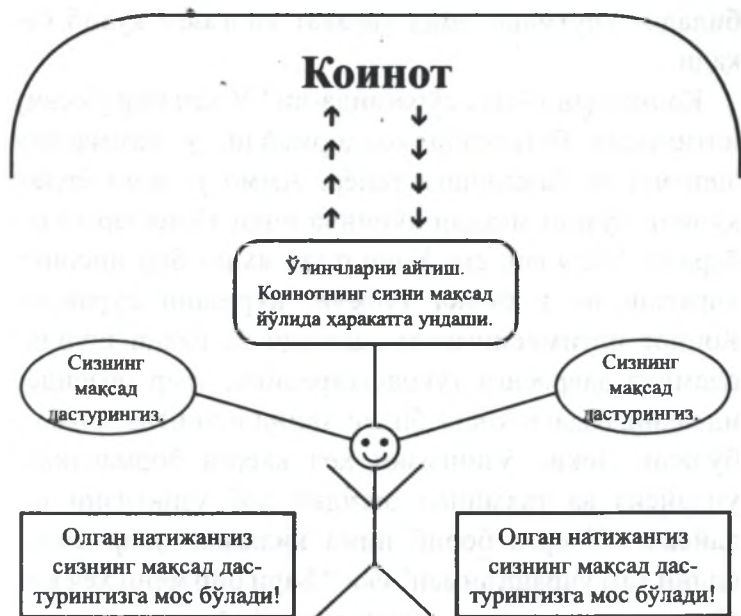 Коинот
Ўтинчларни айтиш.
Коинотнинг сизни мақсад
йўлида ҳаракатга ундаши.
Сизнинг
мақсад
дастурингиз.
Сизнинг
мақсад
дастурингиз.
Олган натижангиз
сизнинг мақсад дас-
турингизга мос бўлади!
Олган натижангиз
сизнинг мақсад дас-
турингизга мос бўлади!